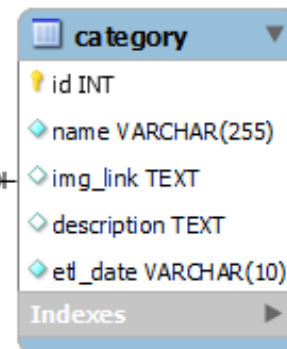 category
id INT
name VARCHAR(255)
img_link TEXT
description TEXT
etl_date VARCHAR(10)
Indexes